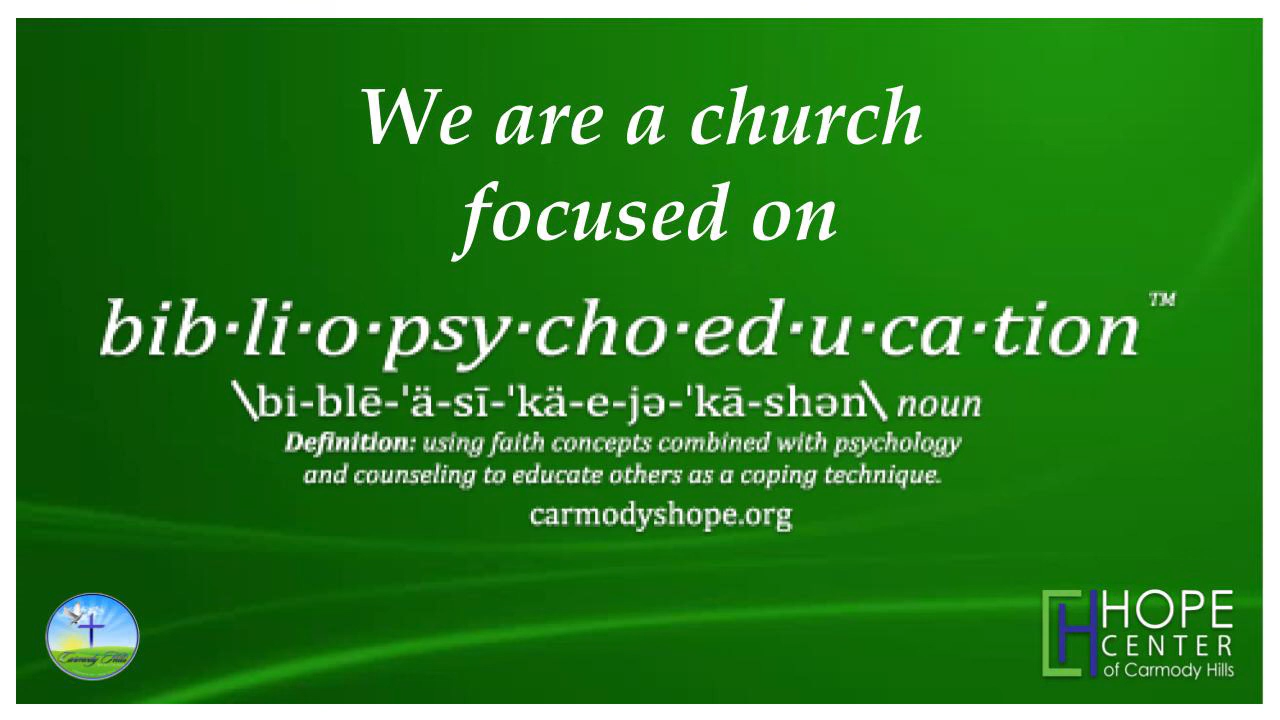 We are a church
focused on
bib·li·o·psy·cho·ed·u·ca·tion™
\bi-blē-'ä-sī-'kä-e-jə-'kā-shən\ noun
Definition: using faith concepts combined with psychology
and counseling to educate others as a coping technique.
carmodyshope.org
Carmody Hills
HOPE
CENTER
of Carmody Hills